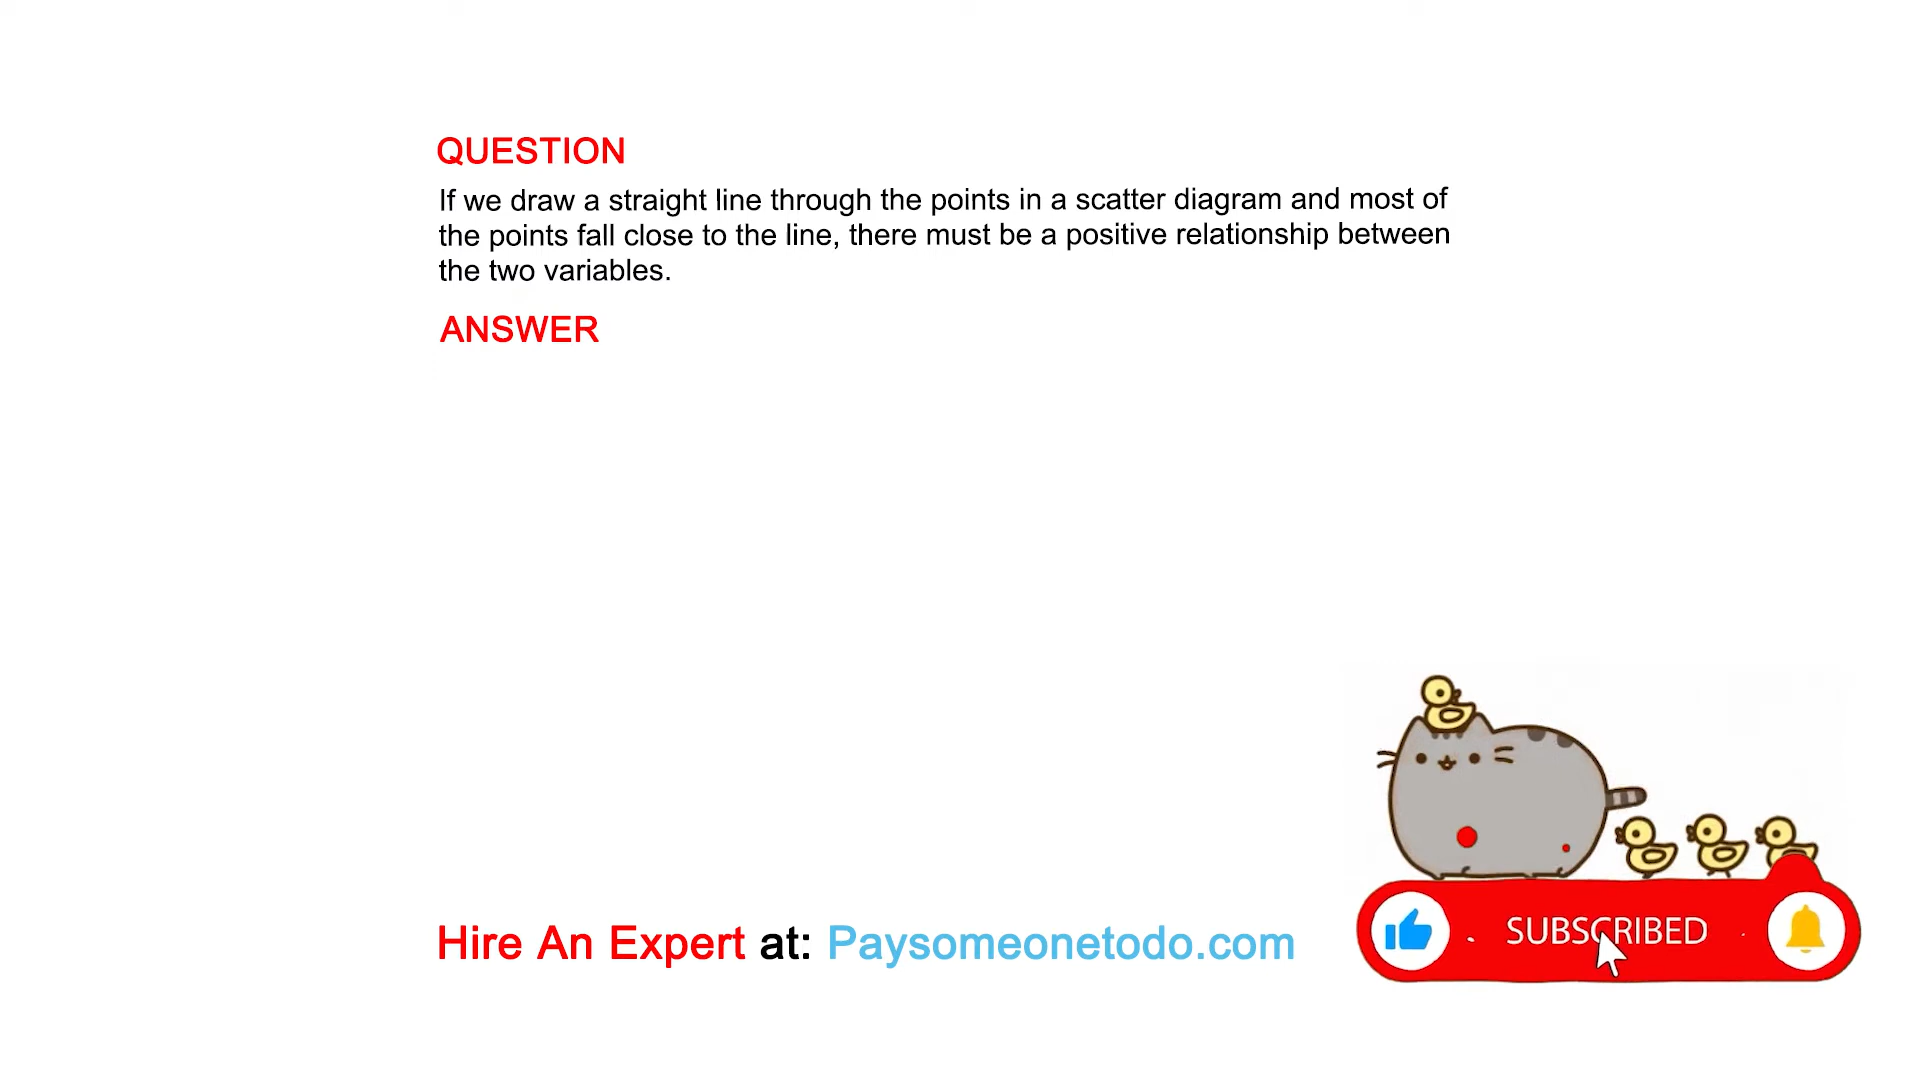 QUESTION
If we draw a straight line through the points in a scatter diagram and most of
the points fall close to the line, there must be a positive relationship between
the two variables.
ANSWER
Hire An Expert at: Paysomeonetodo.com
SUBSCRIBED